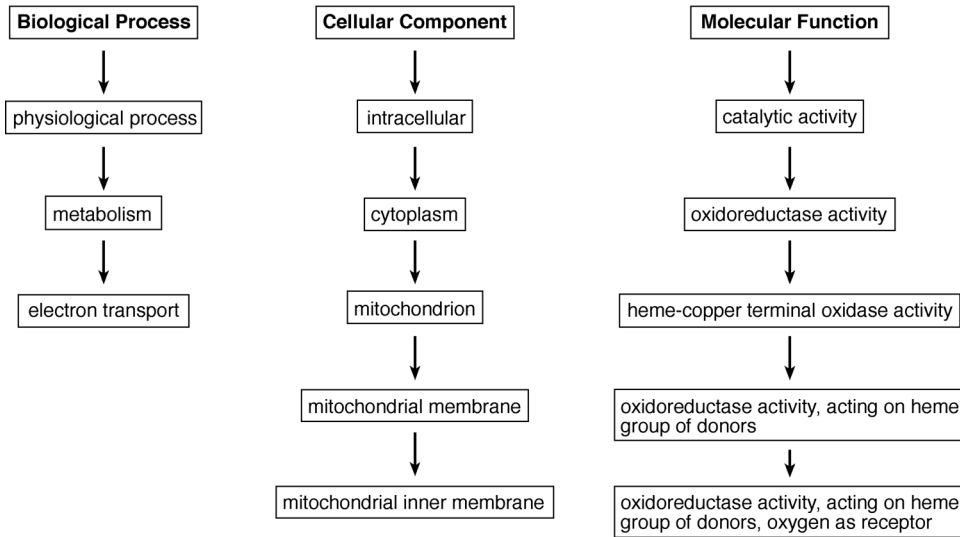 Biological Process
physiological process
metabolism
electron transport
Cellular Component
intracellular
cytoplasm
mitochondrion
mitochondrial membrane
mitochondrial inner membrane
Molecular Function
catalytic activity
oxidoreductase activity
heme-copper terminal oxidase activity
oxidoreductase activity, acting on heme
group of donors
oxidoreductase activity, acting on heme
group of donors, oxygen as receptor